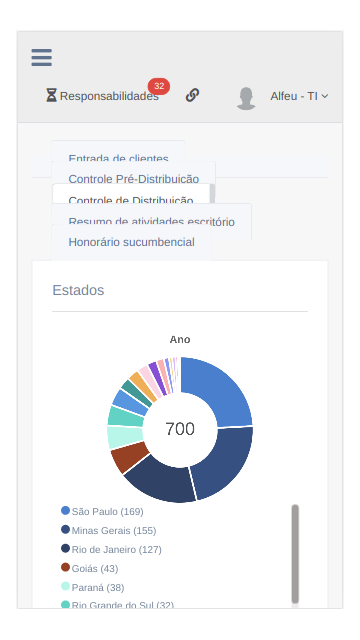 32
Responsabilidades
Alfeu - TI
Entrada de clientes
Controle Pré-Distribuição
Controle de Distribuição
Resumo de atividades escritório
Honorário sucumbencial
Estados
Ano
700
São Paulo (169)
Minas Gerais (155)
Rio de Janeiro (127)
Goiás (43)
Paraná (38)
Rio Grande do Sul (32)